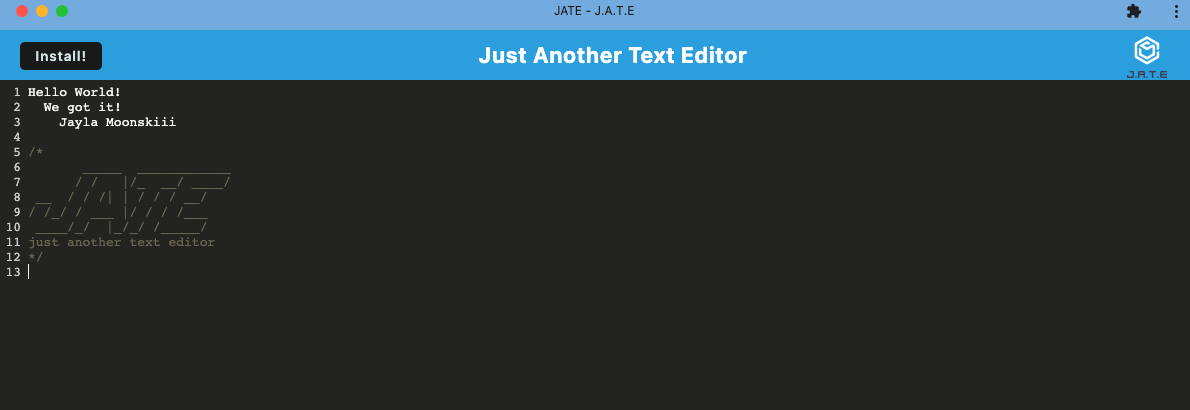 JATE - J.A.T.E
Install!
Just Another Text Editor
J.A.T.E
1 Hello World!
2   We got it!
3     Jayla Moonskiii
4
5 /*
6        _____  ____________
7       / /   |/_  __/ ____/
8  __  / / /| | / / / __/
9 / /_/ / ___ |/ / / /___
10  ____/_/  |_/_/ /_____/
11 just another text editor
12 */
13